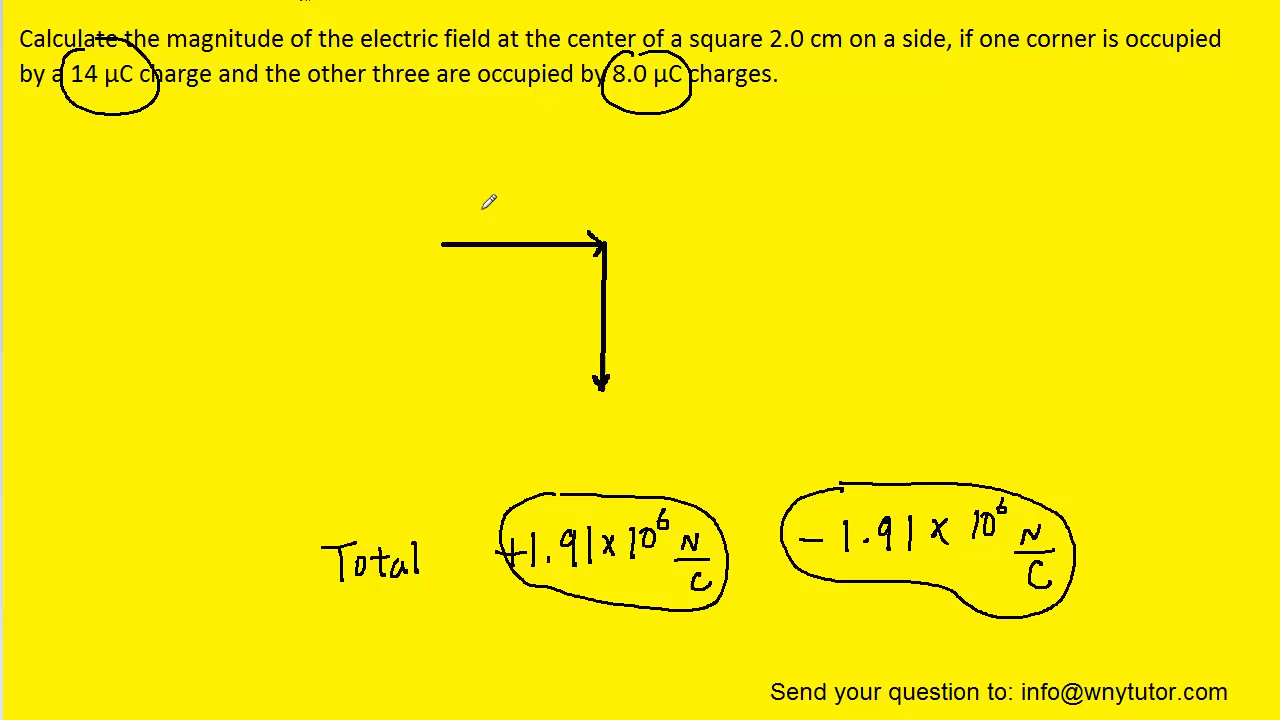 Calculate the magnitude of the electric field at the center of a square 2.0 cm on a side, if one corner is occupied
by a 14 µC charge and the other three are occupied by 8.0 µC charges.
Total +1.91 x 10⁶ N/C - 1.91 x 10⁶ N/C
Send your question to: info@wnytutor.com